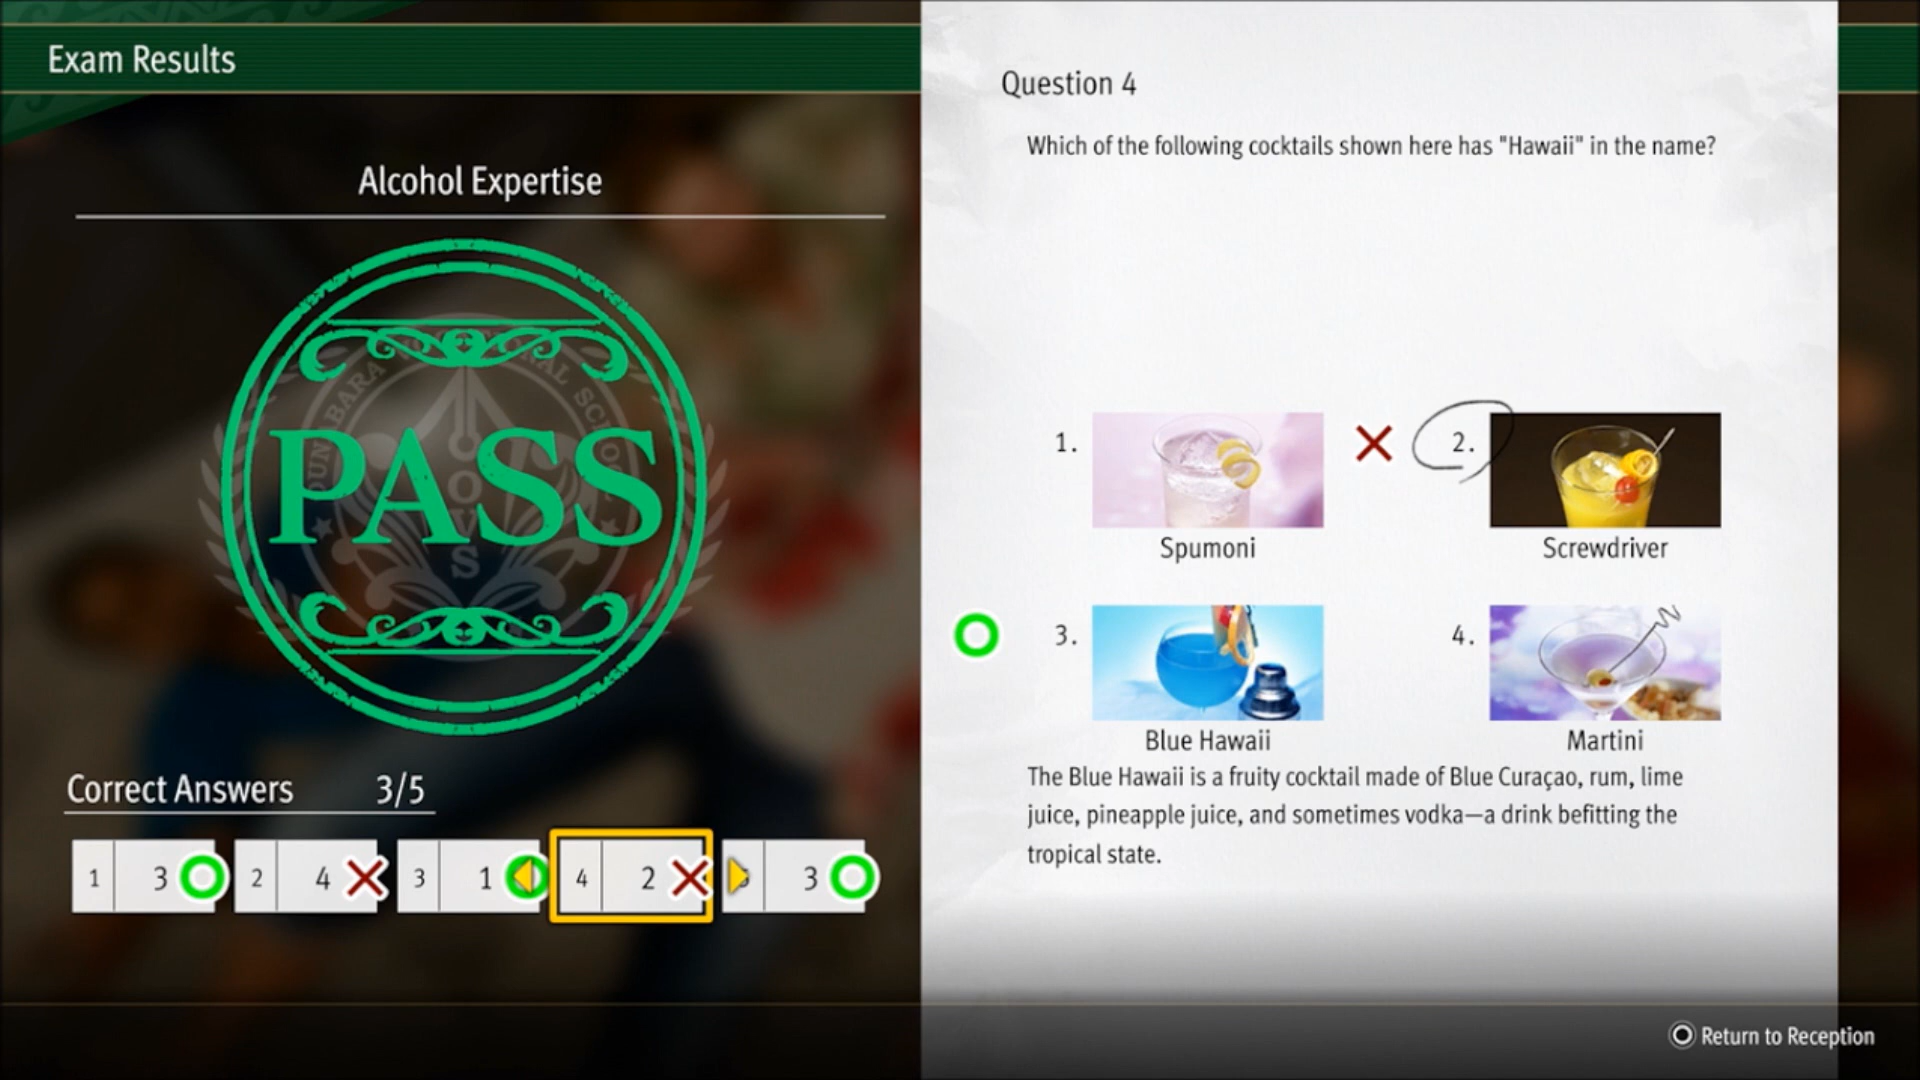 Exam Results
Alcohol Expertise
PASS
Correct Answers 3/5
1 3
2 4
3 1
4 2
3
Question 4
Which of the following cocktails shown here has "Hawaii" in the name?
1.
2.
Spumoni
Screwdriver
3.
4.
Blue Hawaii
Martini
The Blue Hawaii is a fruity cocktail made of Blue Curaçao, rum, lime
juice, pineapple juice, and sometimes vodka—a drink befitting the
tropical state.
Return to Reception